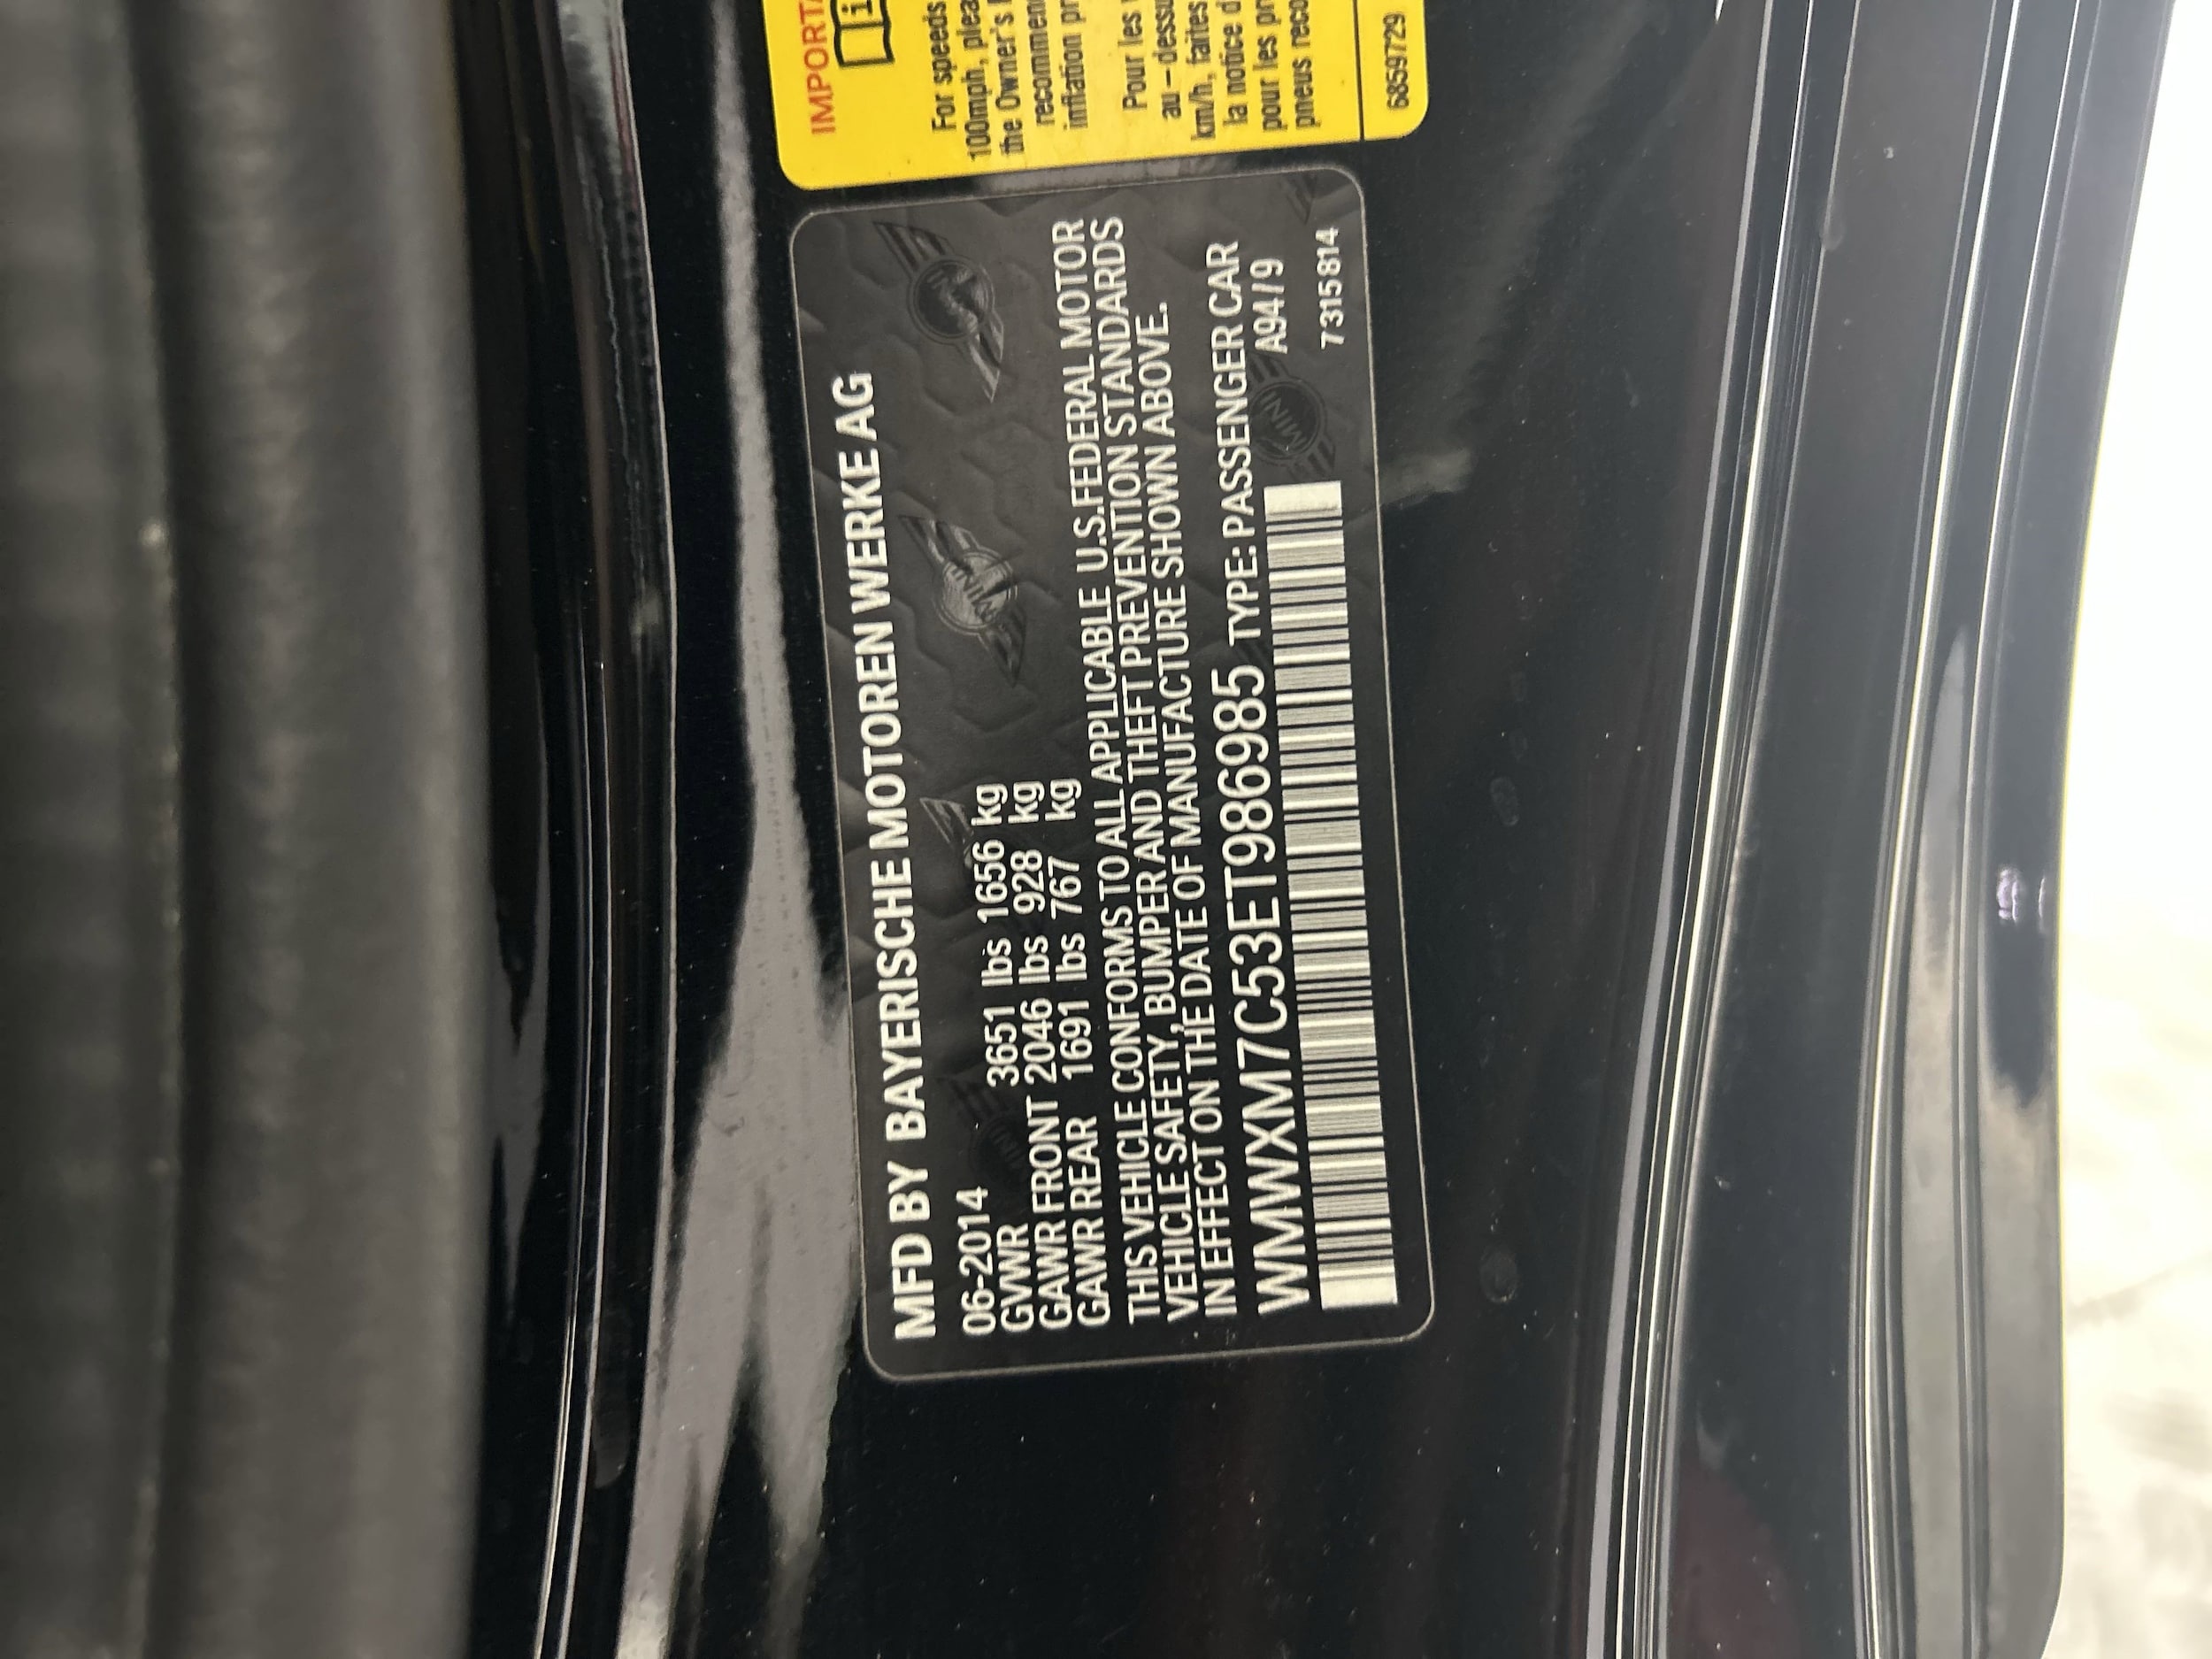 MFD BY BAYERISCHE MOTOREN WERKE AG
06-2014
GVWR 3651 lbs 1656 kg
GAWR FRONT 2046 lbs 928 kg
GAWR REAR 1691 lbs 767 kg
THIS VEHICLE CONFORMS TO ALL APPLICABLE U.S.FEDERAL MOTOR
VEHICLE SAFETY, BUMPER AND THEFT PREVENTION STANDARDS
IN EFFECT ON THE DATE OF MANUFACTURE SHOWN ABOVE.
WMWXM7C53ET986985 TYPE: PASSENGER CAR
A94/9
7315814
MINI
MINI
For speeds
100mph, plea
the Owner's
recommen
inflation pr
Pour les
au - dessu
km/h, faites
la notice d
pour les pr
pneus reco
6859729
IMPORTA